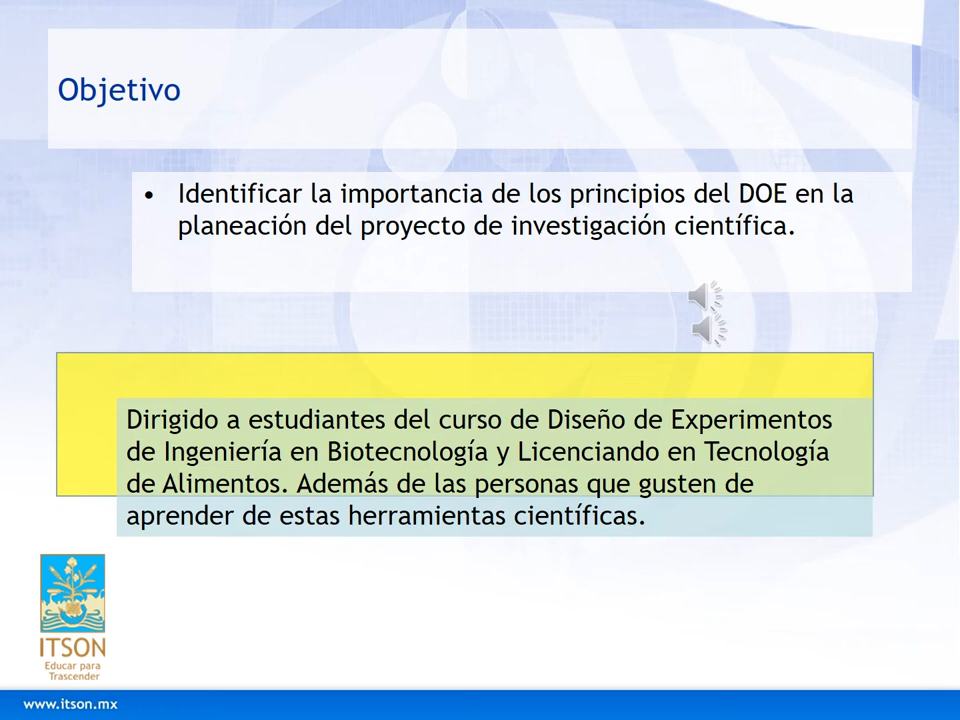 Objetivo
• Identificar la importancia de los principios del DOE en la
planeación del proyecto de investigación científica.
Dirigido a estudiantes del curso de Diseño de Experimentos
de Ingeniería en Biotecnología y Licenciando en Tecnología
de Alimentos. Además de las personas que gusten de
aprender de estas herramientas científicas.
ITSON
Educar para
Trascender
www.itson.mx